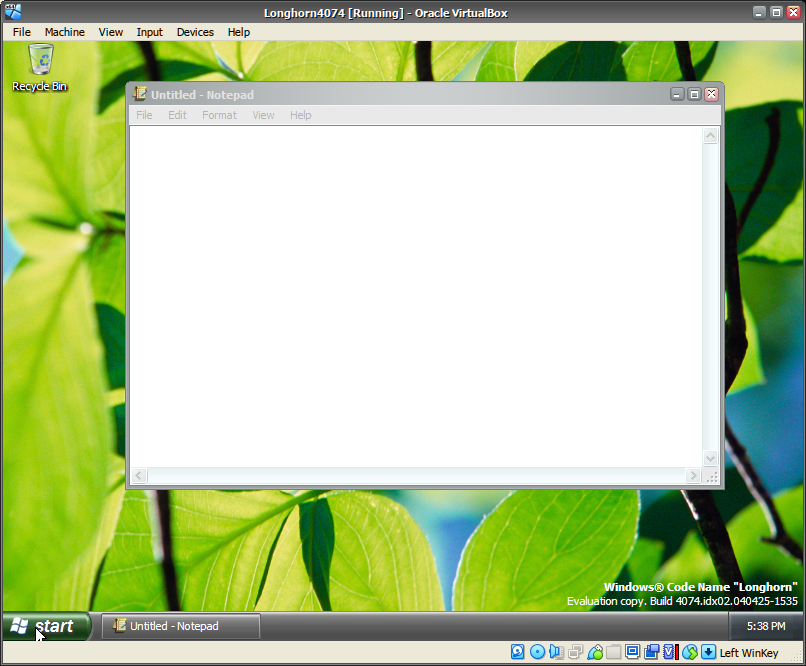 Longhorn4074 [Running] - Oracle VirtualBox
File Machine View Input Devices Help
Recycle Bin
Untitled - Notepad
File Edit Format View Help
Windows® Code Name "Longhorn"
Evaluation copy. Build 4074.idx02.040425-1535
start Untitled - Notepad 5:38 PM
Left WinKey